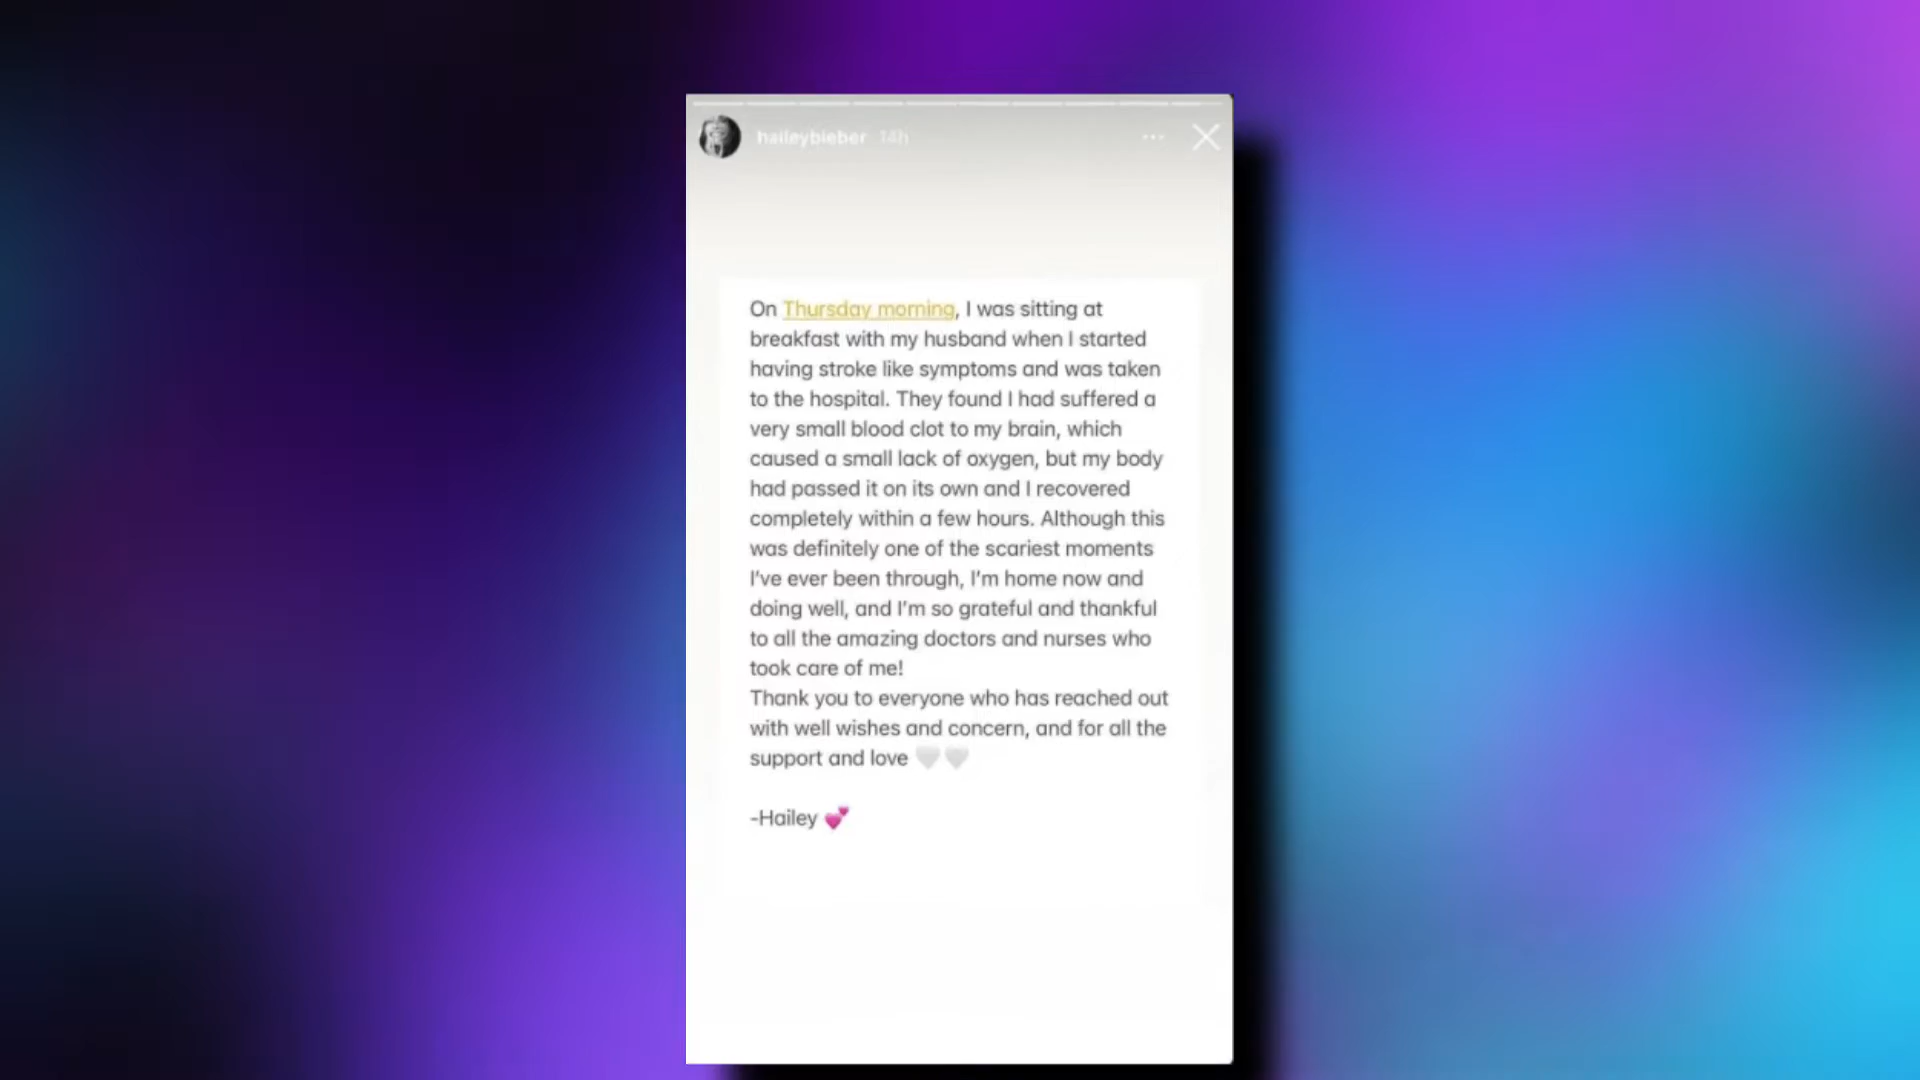 haileybieber 14h
On Thursday morning, I was sitting at
breakfast with my husband when I started
having stroke like symptoms and was taken
to the hospital. They found I had suffered a
very small blood clot to my brain, which
caused a small lack of oxygen, but my body
had passed it on its own and I recovered
completely within a few hours. Although this
was definitely one of the scariest moments
I've ever been through, I'm home now and
doing well, and I'm so grateful and thankful
to all the amazing doctors and nurses who
took care of me!
Thank you to everyone who has reached out
with well wishes and concern, and for all the
support and love 🤍🤍
-Hailey 💕